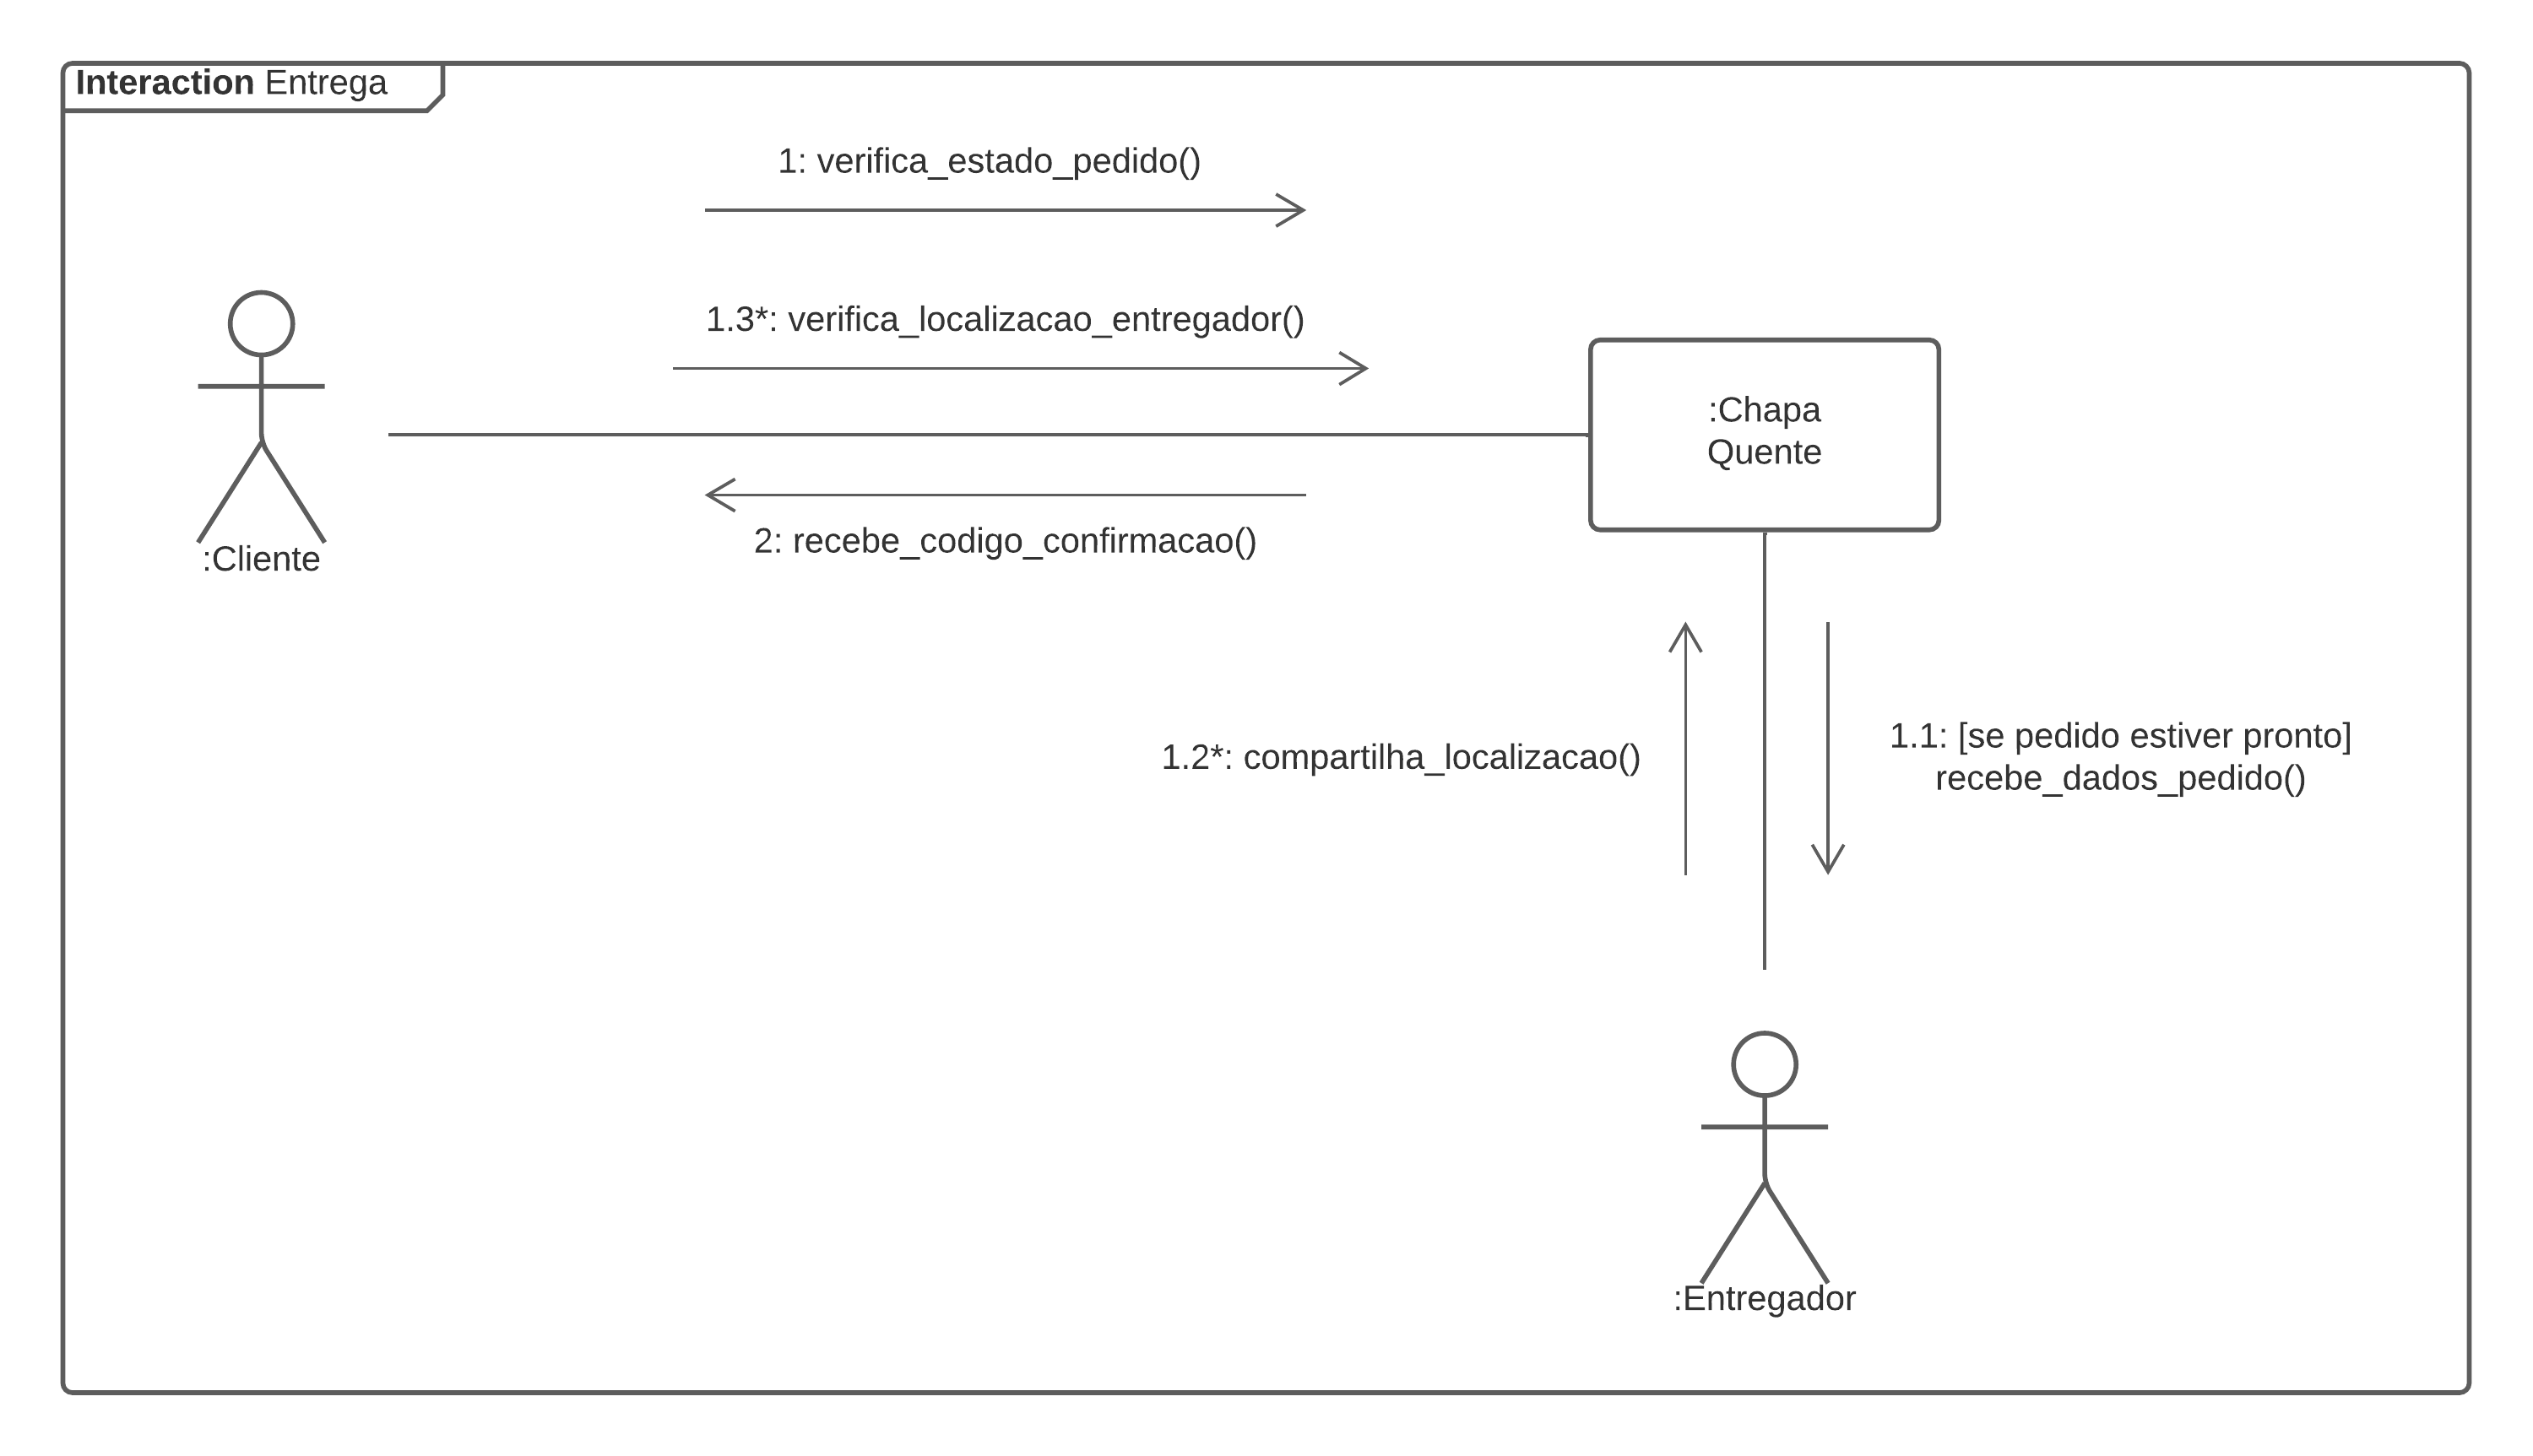 Interaction Entrega
1: verifica_estado_pedido()
1.3*: verifica_localizacao_entregador()
:Chapa
Quente
2: recebe_codigo_confirmacao()
:Cliente
1.2*: compartilha_localizacao()
1.1: [se pedido estiver pronto]
recebe_dados_pedido()
:Entregador